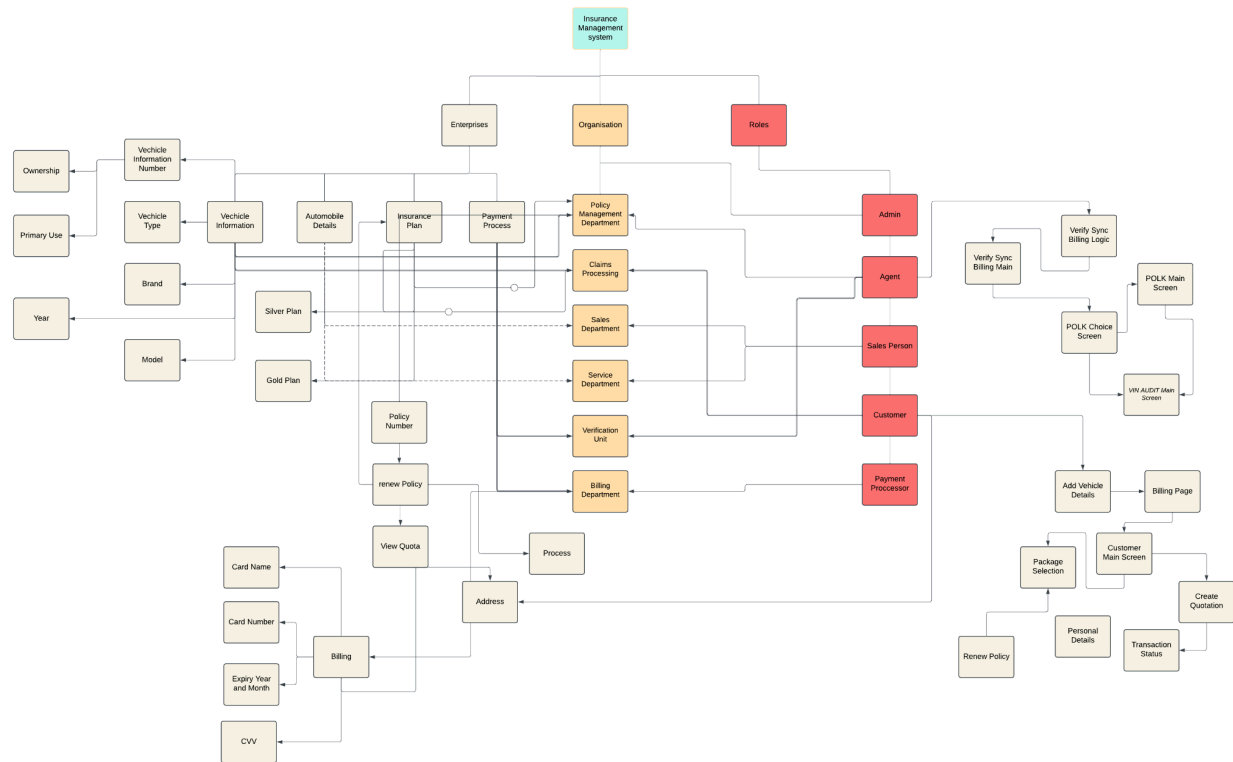 Insurance
Management
system
Enterprises
Organisation
Roles
Ownership
Vechicle
Information
Number
Primary Use
Vechicle
Type
Vechicle
Information
Automobile
Details
Insurance
Plan
Payment
Process
Policy
Management
Department
Admin
Verify Sync
Billing Logic
Verify Sync
Billing Main
Brand
Claims
Processing
Agent
POLK Main
Screen
Year
Silver Plan
Sales
Department
Sales Person
POLK Choice
Screen
Model
Gold Plan
Service
Department
VIN AUDIT Main
Screen
Policy
Number
Verification
Unit
Customer
renew Policy
Billing
Department
Payment
Proccessor
Add Vehicle
Details
Billing Page
View Quota
Process
Card Name
Package
Selection
Customer
Main Screen
Address
Create
Quotation
Card Number
Personal
Details
Billing
Renew Policy
Transaction
Status
Expiry Year
and Month
CVV